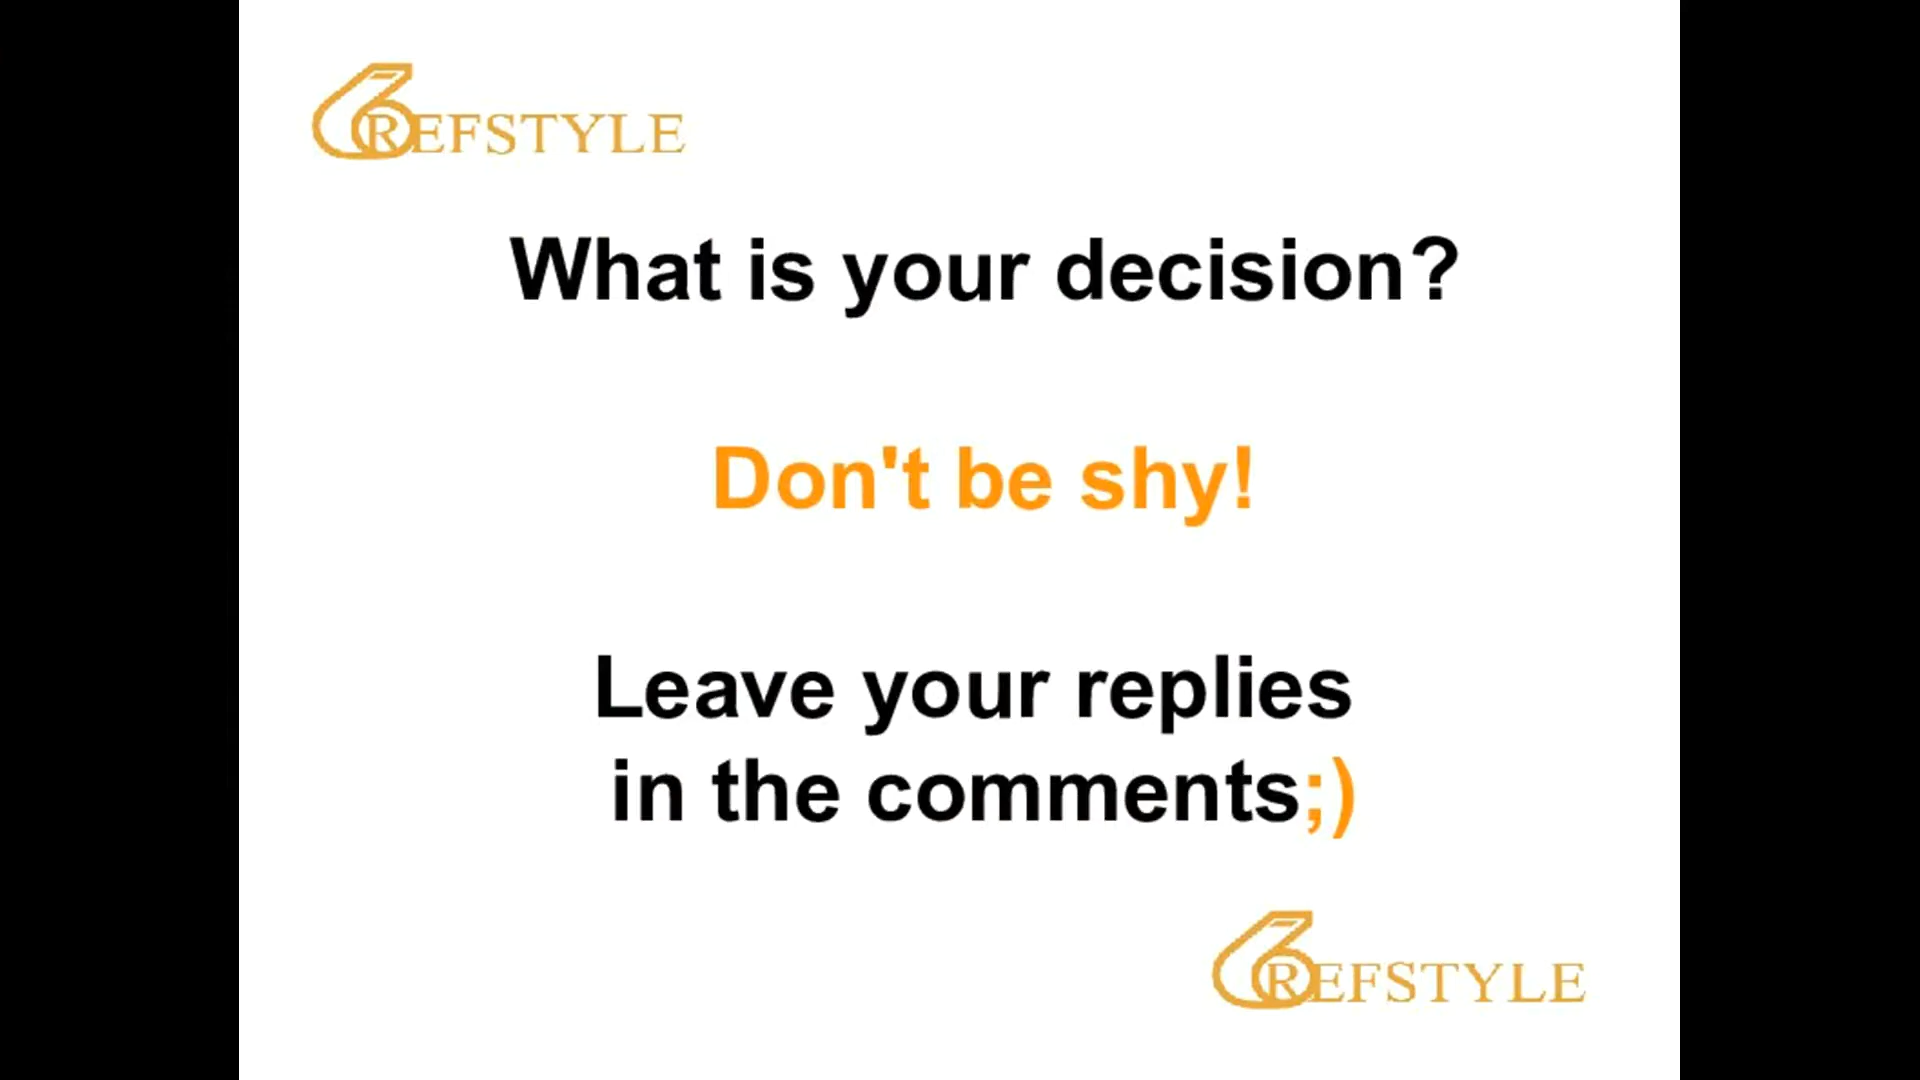 REFSTYLE
What is your decision?
Don't be shy!
Leave your replies
in the comments;)
REFSTYLE